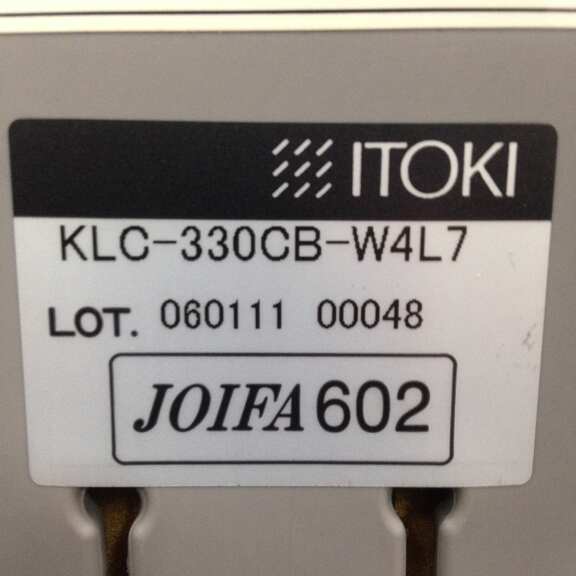 ITOKI
KLC-330CB-W4L7
LOT. 060111 00048
JOIFA 602